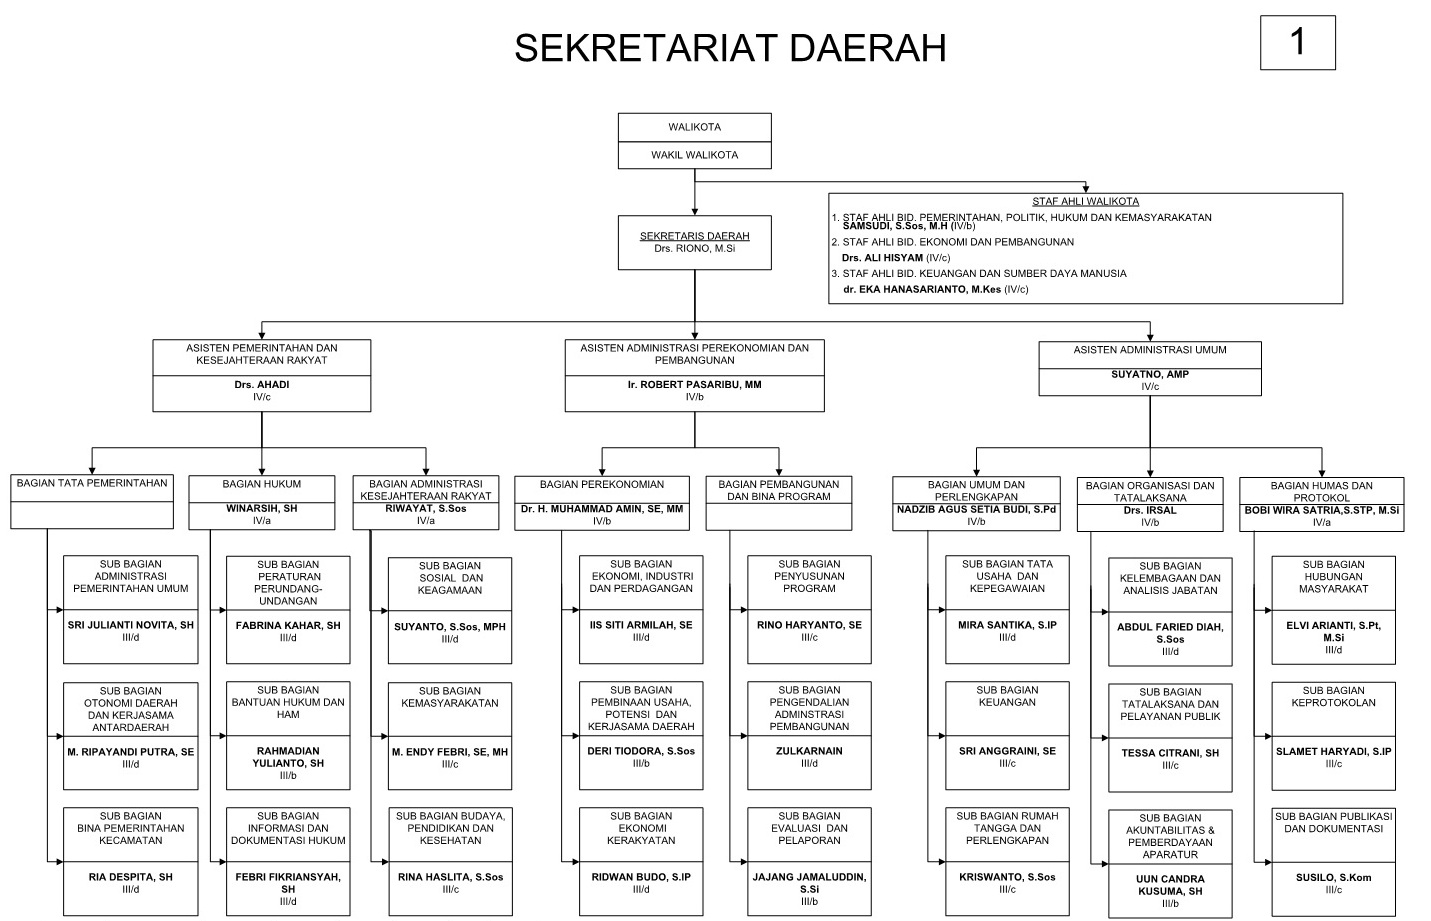 SEKRETARIAT DAERAH
1
WALIKOTA
WAKIL WALIKOTA
STAF AHLI WALIKOTA
1. STAF AHLI BID. PEMERINTAHAN, POLITIK, HUKUM DAN KEMASYARAKATAN
SAMSUDI, S.Sos, M.H (IV/b)
2. STAF AHLI BID. EKONOMI DAN PEMBANGUNAN
Drs. ALI HISYAM (IV/c)
3. STAF AHLI BID. KEUANGAN DAN SUMBER DAYA MANUSIA
dr. EKA HANASARIANTO, M.Kes (IV/c)
SEKRETARIS DAERAH
Drs. RIONO, M.Si
ASISTEN PEMERINTAHAN DAN
KESEJAHTERAAN RAKYAT
Drs. AHADI
IV/c
ASISTEN ADMINISTRASI PEREKONOMIAN DAN
PEMBANGUNAN
Ir. ROBERT PASARIBU, MM
IV/b
ASISTEN ADMINISTRASI UMUM
SUYATNO, AMP
IV/c
BAGIAN TATA PEMERINTAHAN
BAGIAN HUKUM
WINARSIH, SH
IV/a
BAGIAN ADMINISTRASI
KESEJAHTERAAN RAKYAT
RIWAYAT, S.Sos
IV/a
BAGIAN PEREKONOMIAN
Dr. H. MUHAMMAD AMIN, SE, MM
IV/b
BAGIAN PEMBANGUNAN
DAN BINA PROGRAM
BAGIAN UMUM DAN
PERLENGKAPAN
NADZIB AGUS SETIA BUDI, S.Pd
IV/b
BAGIAN ORGANISASI DAN
TATALAKSANA
Drs. IRSAL
IV/b
BAGIAN HUMAS DAN
PROTOKOL
BOBI WIRA SATRIA,S.STP, M.Si
IV/a
SUB BAGIAN
ADMINISTRASI
PEMERINTAHAN UMUM
SRI JULIANTI NOVITA, SH
III/d
SUB BAGIAN
PERATURAN
PERUNDANG-
UNDANGAN
FABRINA KAHAR, SH
III/d
SUB BAGIAN
SOSIAL DAN
KEAGAMAAN
SUYANTO, S.Sos, MPH
III/d
SUB BAGIAN
EKONOMI, INDUSTRI
DAN PERDAGANGAN
IIS SITI ARMILAH, SE
III/d
SUB BAGIAN
PENYUSUNAN
PROGRAM
RINO HARYANTO, SE
III/c
SUB BAGIAN TATA
USAHA DAN
KEPEGAWAIAN
MIRA SANTIKA, S.IP
III/d
SUB BAGIAN
KELEMBAGAAN DAN
ANALISIS JABATAN
ABDUL FARIED DIAH,
S.Sos
III/d
SUB BAGIAN
HUBUNGAN
MASYARAKAT
ELVI ARIANTI, S.Pt,
M.Si
III/d
SUB BAGIAN
OTONOMI DAERAH
DAN KERJASAMA
ANTARDAERAH
M. RIPAYANDI PUTRA, SE
III/d
SUB BAGIAN
BANTUAN HUKUM DAN
HAM
RAHMADIAN
YULIANTO, SH
III/b
SUB BAGIAN
KEMASYARAKATAN
M. ENDY FEBRI, SE, MH
III/c
SUB BAGIAN
PEMBINAAN USAHA,
POTENSI DAN
KERJASAMA DAERAH
DERI TIODORA, S.Sos
III/b
SUB BAGIAN
PENGENDALIAN
ADMINSTRASI
PEMBANGUNAN
ZULKARNAIN
III/d
SUB BAGIAN
KEUANGAN
SRI ANGGRAINI, SE
III/c
SUB BAGIAN
TATALAKSANA DAN
PELAYANAN PUBLIK
TESSA CITRANI, SH
III/c
SUB BAGIAN
KEPROTOKOLAN
SLAMET HARYADI, S.IP
III/c
SUB BAGIAN
BINA PEMERINTAHAN
KECAMATAN
RIA DESPITA, SH
III/d
SUB BAGIAN
INFORMASI DAN
DOKUMENTASI HUKUM
FEBRI FIKRIANSYAH,
SH
III/d
SUB BAGIAN BUDAYA,
PENDIDIKAN DAN
KESEHATAN
RINA HASLITA, S.Sos
III/c
SUB BAGIAN
EKONOMI
KERAKYATAN
RIDWAN BUDO, S.IP
III/d
SUB BAGIAN
EVALUASI DAN
PELAPORAN
JAJANG JAMALUDDIN,
S.Si
III/b
SUB BAGIAN RUMAH
TANGGA DAN
PERLENGKAPAN
KRISWANTO, S.Sos
III/c
SUB BAGIAN
AKUNTABILITAS &
PEMBERDAYAAN
APARATUR
UUN CANDRA
KUSUMA, SH
III/b
SUB BAGIAN PUBLIKASI
DAN DOKUMENTASI
SUSILO, S.Kom
III/c